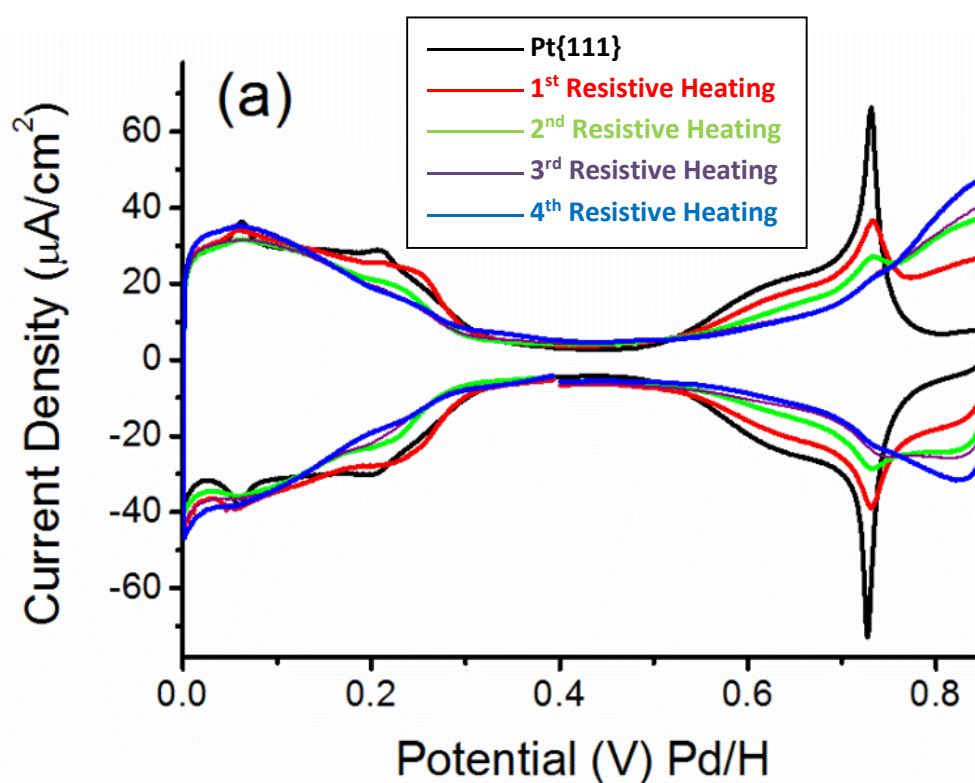 (a)
Pt{111}
1st Resistive Heating
2nd Resistive Heating
3rd Resistive Heating
4th Resistive Heating
Current Density (μA/cm2)
60
40
20
0
-20
-40
-60
0.0 0.2 0.4 0.6 0.8
Potential (V) Pd/H